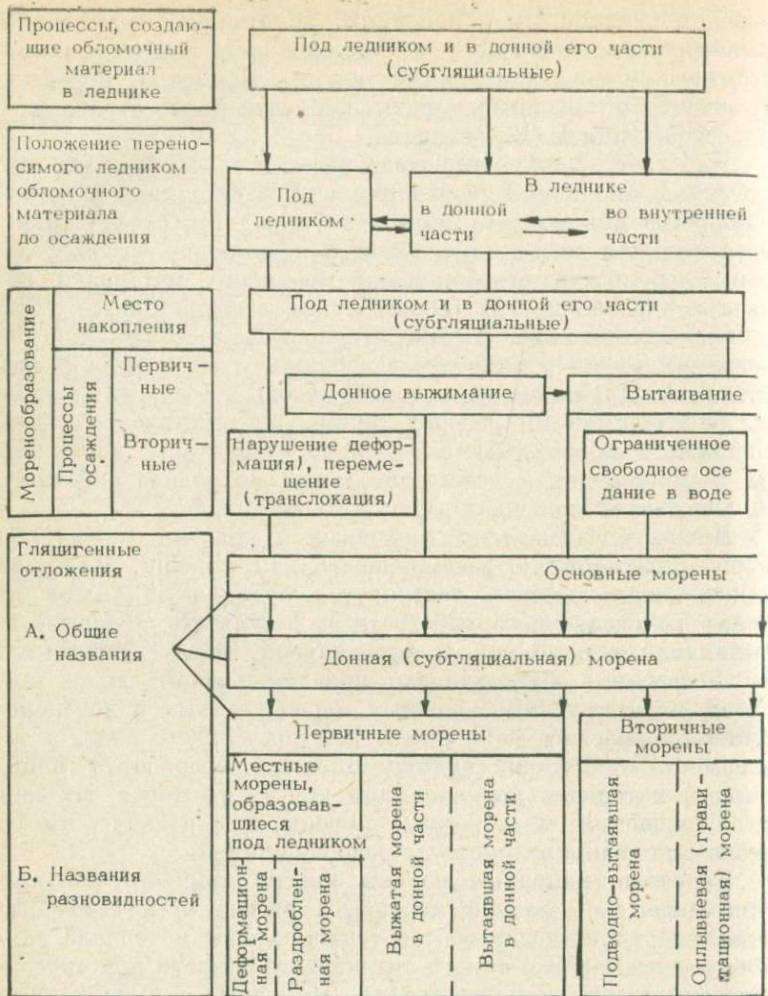 Процессы, создаю-
щие обломочный
материал
в леднике
Под ледником и в донной его части
(субгляциальные)
Положение перено-
симого ледником
обломочного
материала
до осаждения
Под
ледником
В леднике
в донной
части
во внутренней
части
Моренообразование
Место
накопления
Процессы
осаждения
Первич-
ные
Вторич-
ные
Под ледником и в донной его части
(субгляциальные)
Донное выжимание
Вытаивание
Нарушение дефор-
мация), переме-
щение
(транслокация)
Ограниченное
свободное осе
дание в воде
Гляцигенные
отложения
А. Общие
названия
Основные морены
Донная (субгляциальная) морена
Первичные морены
Вторичные
морены
Б. Названия
разновидностей
Местные
морены,
образовав-
шиеся
под ледником
Деформацион-
ная морена
Раздроблен-
ная морена
Выжатая морена
в донной части
Вытаявшая морена
в донной части
Подводно-вытаявшая
морена
Оплывневая (грави-
тационная) морена